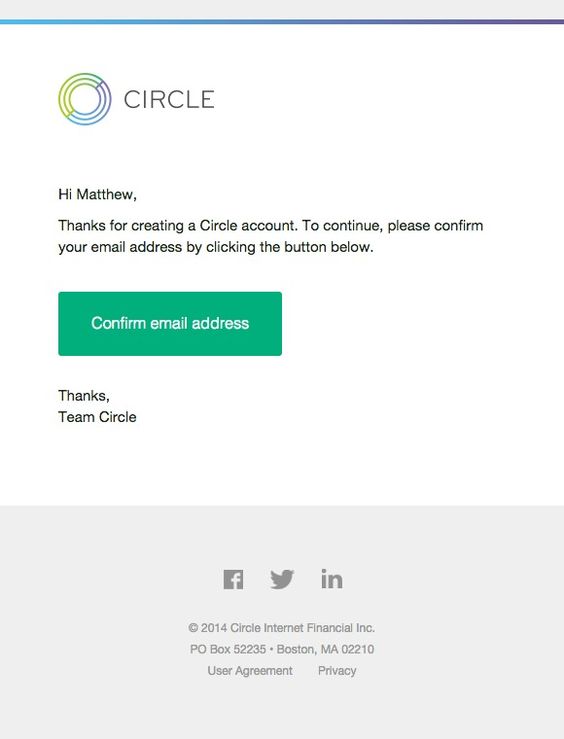 CIRCLE
Hi Matthew,
Thanks for creating a Circle account. To continue, please confirm
your email address by clicking the button below.
Confirm email address
Thanks,
Team Circle
© 2014 Circle Internet Financial Inc.
PO Box 52235 • Boston, MA 02210
User Agreement Privacy